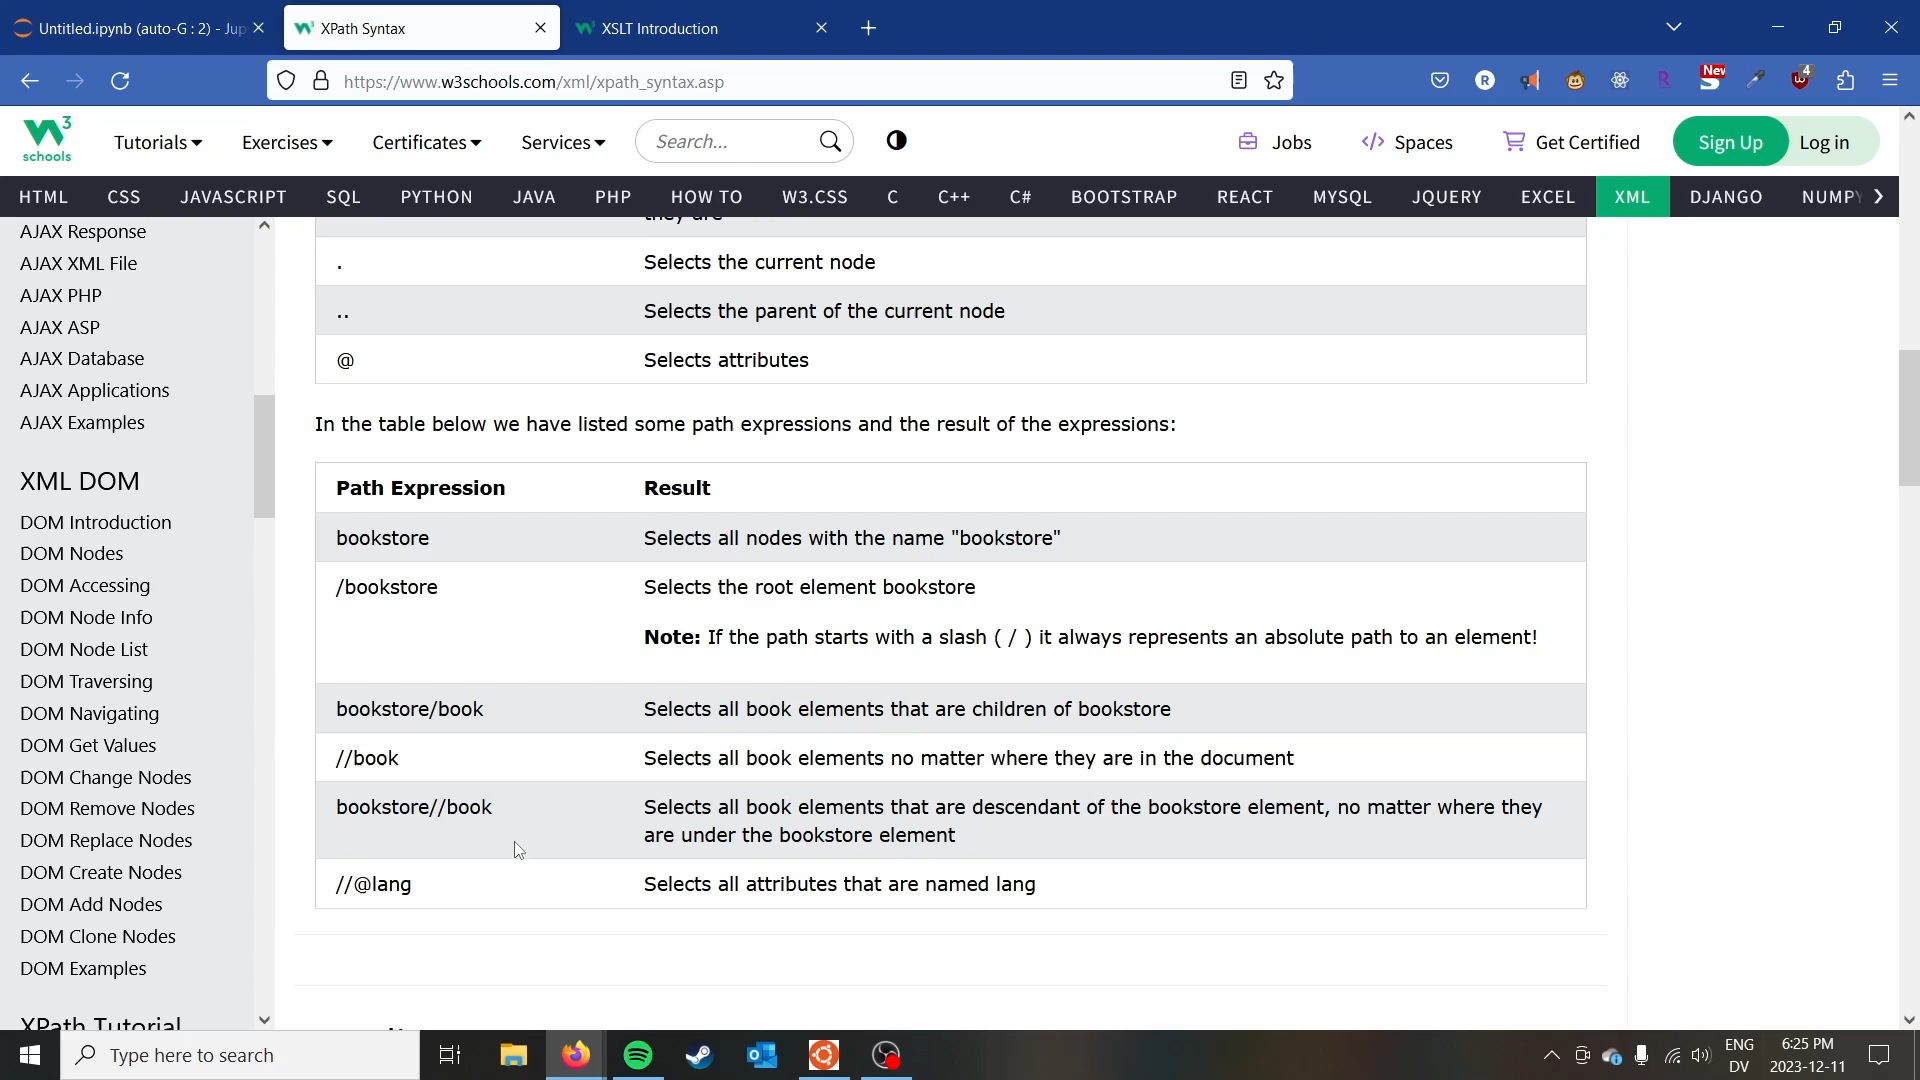 Untitled.ipynb (auto-G : 2) - Jup
XPath Syntax
XSLT Introduction
https://www.w3schools.com/xml/xpath_syntax.asp
New
4
W3 schools
Tutorials
Exercises
Certificates
Services
Search...
Jobs
</> Spaces
Get Certified
Sign Up
Log in
HTML CSS JAVASCRIPT SQL PYTHON JAVA PHP HOW TO W3.CSS C C++ C# BOOTSTRAP REACT MYSQL JQUERY EXCEL XML DJANGO NUMPY
AJAX Response
AJAX XML File
AJAX PHP
AJAX ASP
AJAX Database
AJAX Applications
AJAX Examples
XML DOM
DOM Introduction
DOM Nodes
DOM Accessing
DOM Node Info
DOM Node List
DOM Traversing
DOM Navigating
DOM Get Values
DOM Change Nodes
DOM Remove Nodes
DOM Replace Nodes
DOM Create Nodes
DOM Add Nodes
DOM Clone Nodes
DOM Examples
XPath Tutorial
they are
. Selects the current node
.. Selects the parent of the current node
@ Selects attributes
In the table below we have listed some path expressions and the result of the expressions:
Path Expression Result
bookstore Selects all nodes with the name "bookstore"
/bookstore Selects the root element bookstore
Note: If the path starts with a slash ( / ) it always represents an absolute path to an element!
bookstore/book Selects all book elements that are children of bookstore
//book Selects all book elements no matter where they are in the document
bookstore//book Selects all book elements that are descendant of the bookstore element, no matter where they
are under the bookstore element
//@lang Selects all attributes that are named lang
Type here to search
ENG
DV
6:25 PM
2023-12-11